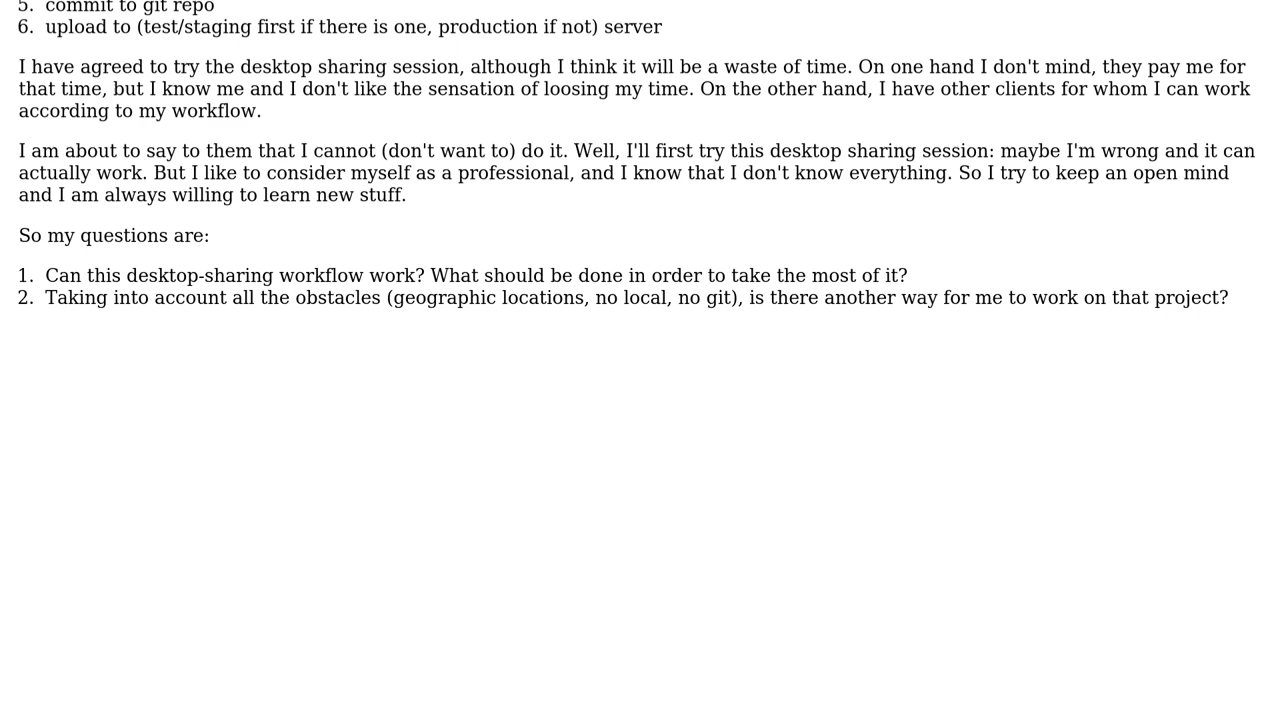 5. commit to git repo
6. upload to (test/staging first if there is one, production if not) server
I have agreed to try the desktop sharing session, although I think it will be a waste of time. On one hand I don't mind, they pay me for
that time, but I know me and I don't like the sensation of loosing my time. On the other hand, I have other clients for whom I can work
according to my workflow.
I am about to say to them that I cannot (don't want to) do it. Well, I'll first try this desktop sharing session: maybe I'm wrong and it can
actually work. But I like to consider myself as a professional, and I know that I don't know everything. So I try to keep an open mind
and I am always willing to learn new stuff.
So my questions are:
1. Can this desktop-sharing workflow work? What should be done in order to take the most of it?
2. Taking into account all the obstacles (geographic locations, no local, no git), is there another way for me to work on that project?